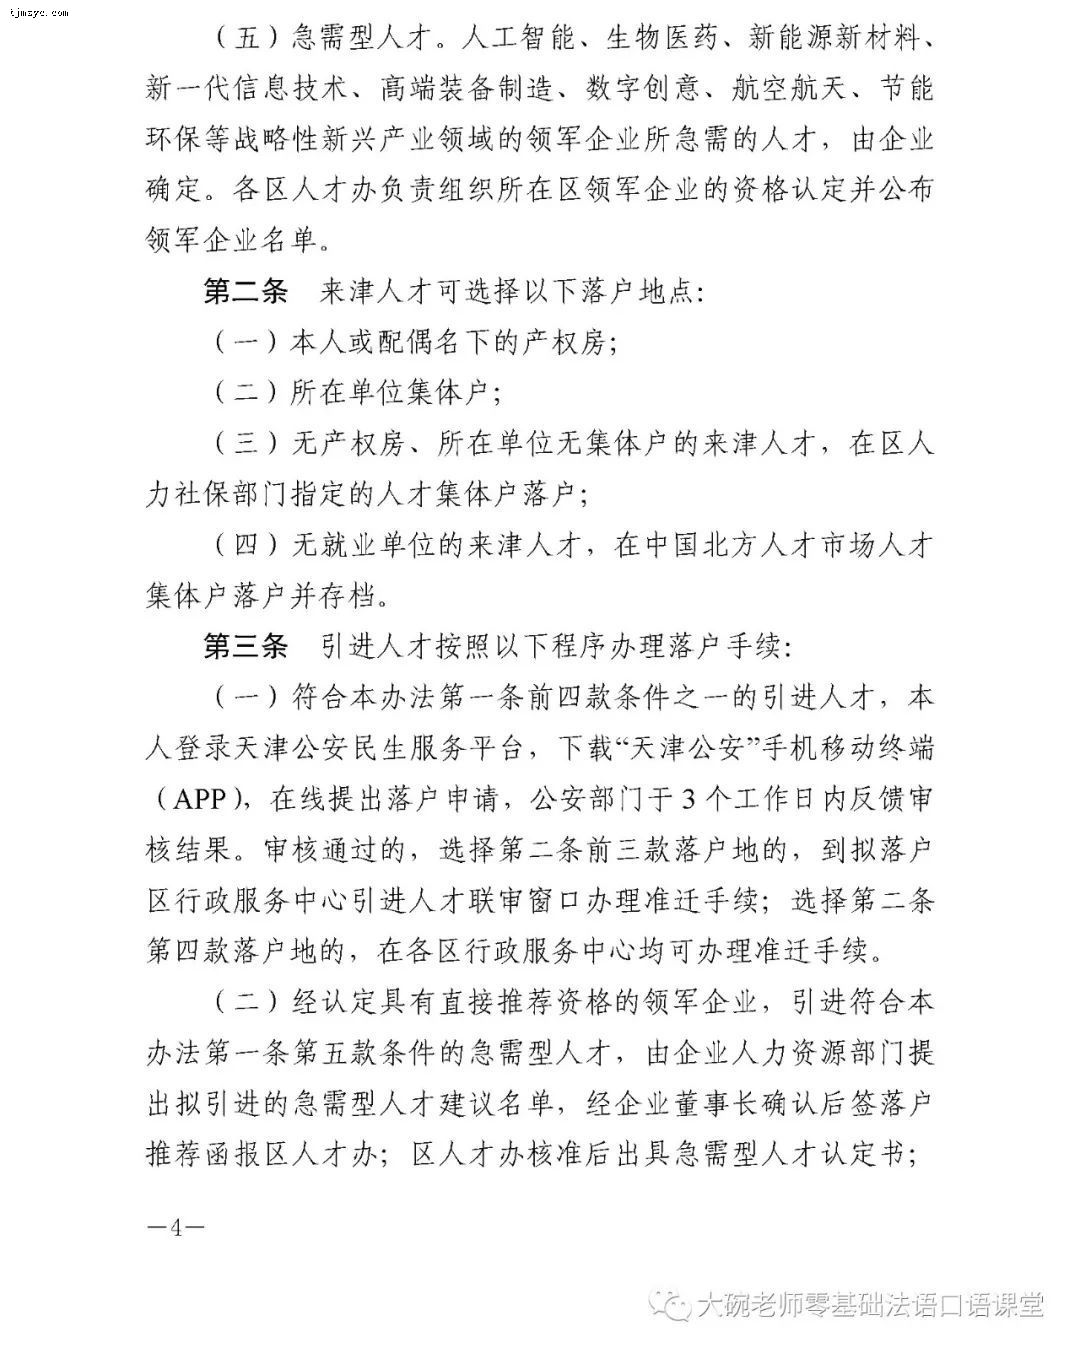 tjmsyc.com
（五）急需型人才。人工智能、生物医药、新能源新材料、
新一代信息技术、高端装备制造、数字创意、航空航天、节能
环保等战略性新兴产业领域的领军企业所急需的人才，由企业
确定。各区人才办负责组织所在区领军企业的资格认定并公布
领军企业名单。
第二条 来津人才可选择以下落户地点：
（一）本人或配偶名下的产权房；
（二）所在单位集体户；
（三）无产权房、所在单位无集体户的来津人才，在区人
力社保部门指定的人才集体户落户；
（四）无就业单位的来津人才，在中国北方人才市场人才
集体户落户并存档。
第三条 引进人才按照以下程序办理落户手续：
（一）符合本办法第一条前四款条件之一的引进人才，本
人登录天津公安民生服务平台，下载“天津公安”手机移动终端
（APP），在线提出落户申请，公安部门于 3 个工作日内反馈审
核结果。审核通过的，选择第二条前三款落户地的，到拟落户
区行政服务中心引进人才联审窗口办理准迁手续；选择第二条
第四款落户地的，在各区行政服务中心均可办理准迁手续。
（二）经认定具有直接推荐资格的领军企业，引进符合本
办法第一条第五款条件的急需型人才，由企业人力资源部门提
出拟引进的急需型人才建议名单，经企业董事长确认后签落户
推荐函报区人才办；区人才办核准后出具急需型人才认定书；
—4—
大碗老师零基础法语口语课堂